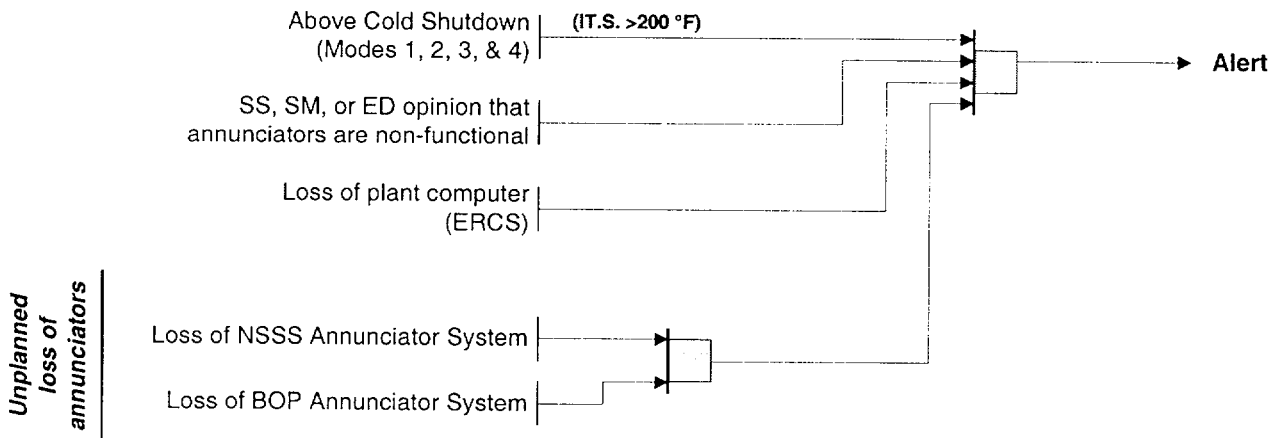 Above Cold Shutdown
(Modes 1, 2, 3, & 4)
(IT.S. >200 °F)
Alert
SS, SM, or ED opinion that
annunciators are non-functional
Loss of plant computer
(ERCS)
Unplanned
loss of
annunciators
Loss of NSSS Annunciator System
Loss of BOP Annunciator System